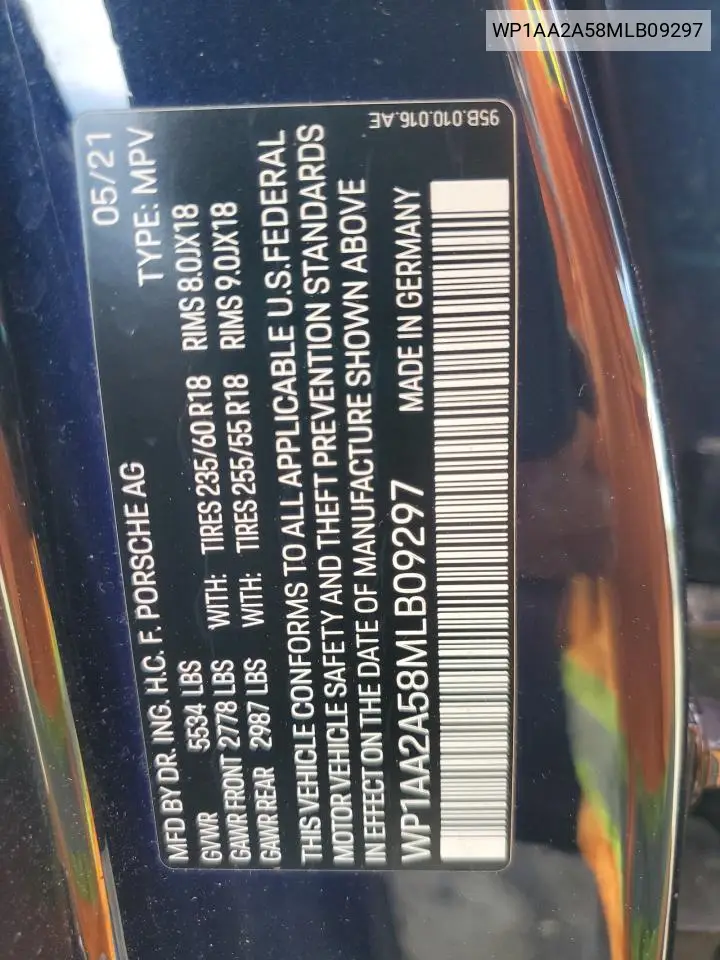 WP1AA2A58MLB09297
MFD BY DR. ING. H.C. F. PORSCHE AG 05/21
GVWR 5534 LBS TYPE: MPV
GAWR FRONT 2778 LBS WITH: TIRES 235/60 R18 RIMS 8.0JX18
GAWR REAR 2987 LBS WITH: TIRES 255/55 R18 RIMS 9.0JX18
THIS VEHICLE CONFORMS TO ALL APPLICABLE U.S.FEDERAL
MOTOR VEHICLE SAFETY AND THEFT PREVENTION STANDARDS
IN EFFECT ON THE DATE OF MANUFACTURE SHOWN ABOVE
WP1AA2A58MLB09297 MADE IN GERMANY
95B.010.016.AE